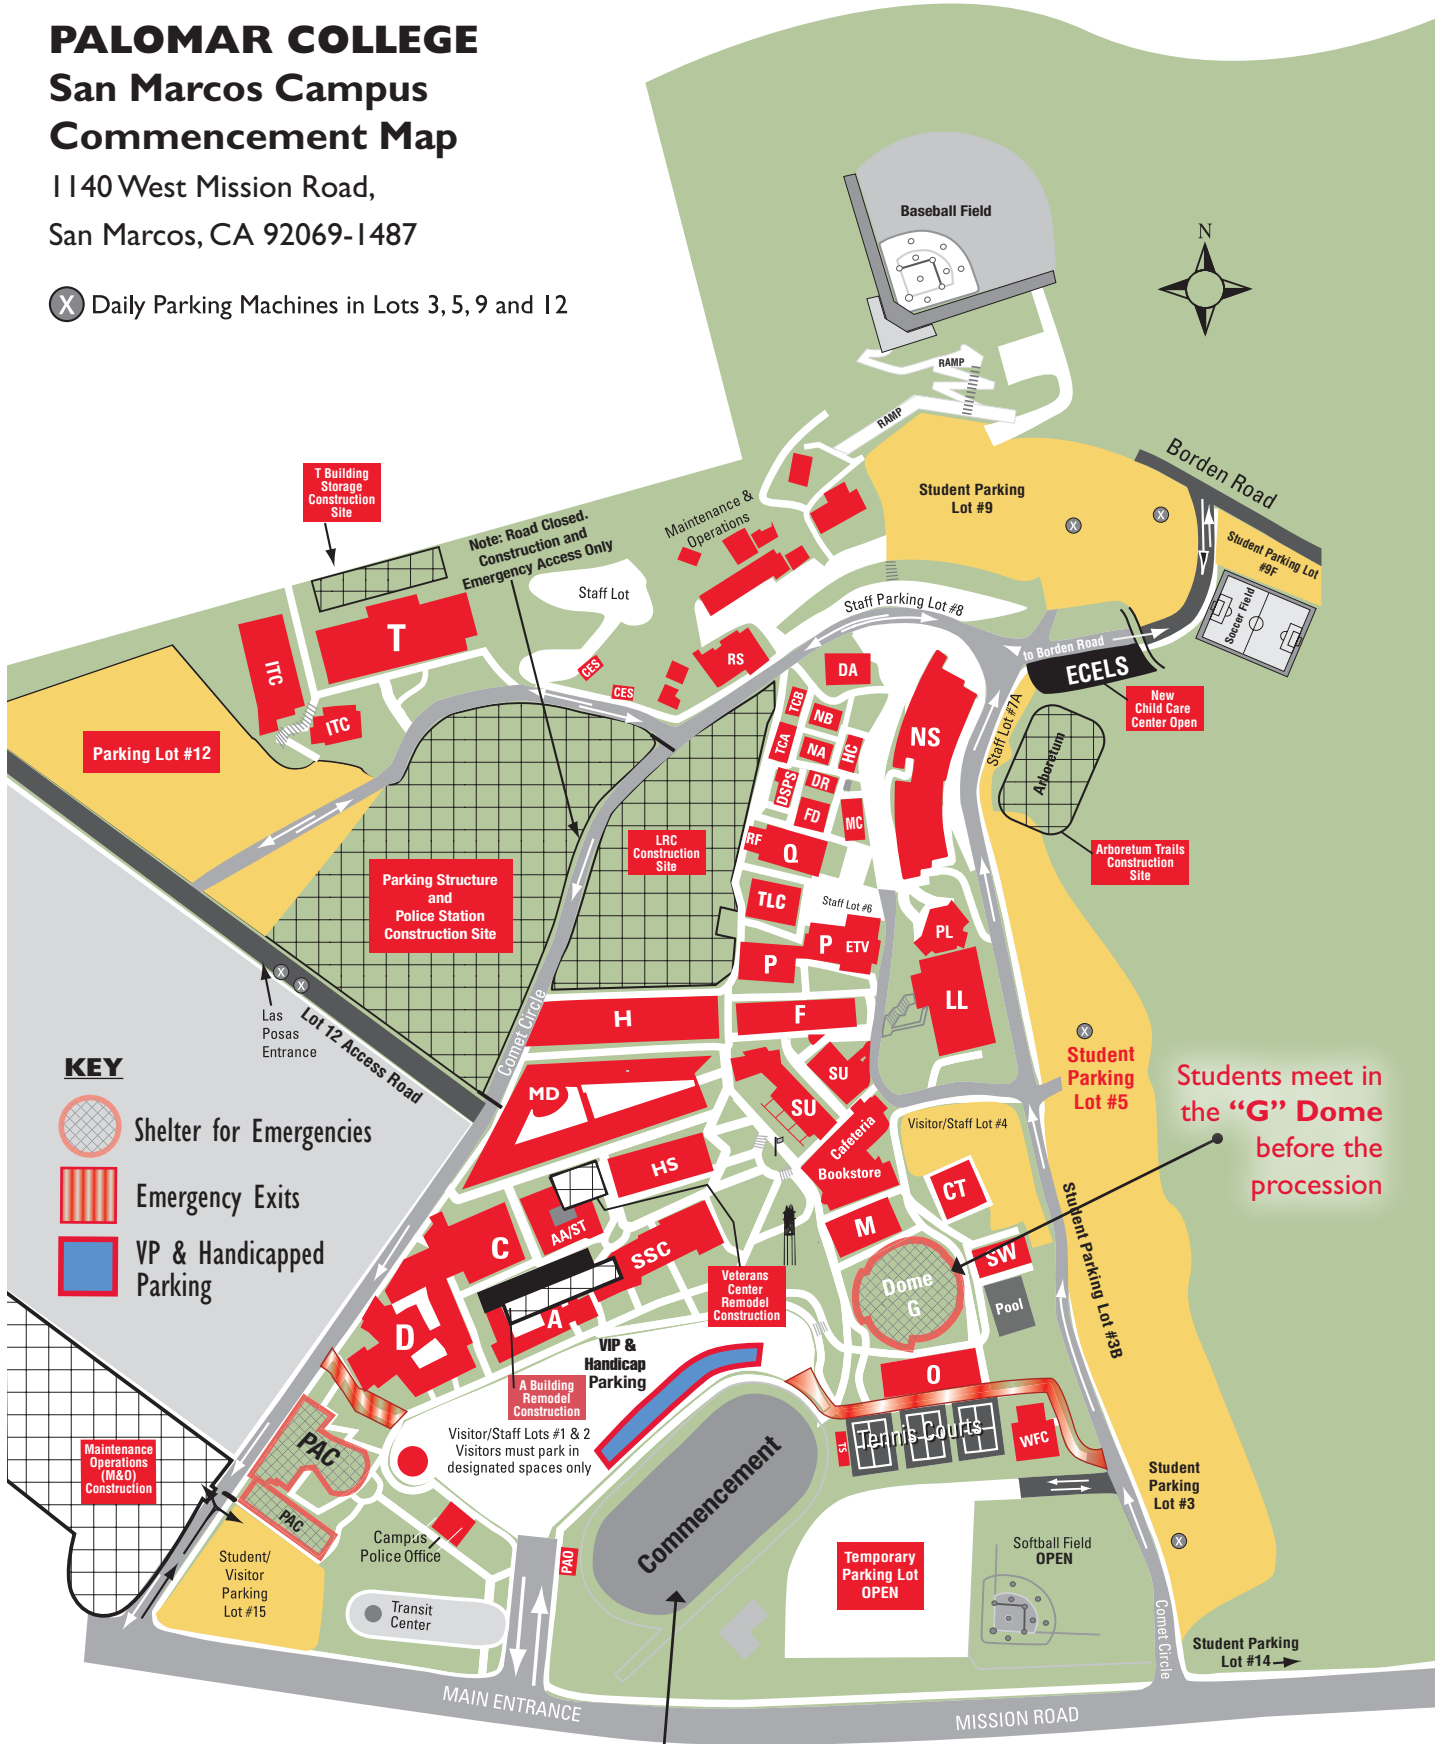 PALOMAR COLLEGE
San Marcos Campus
Commencement Map
1140 West Mission Road,
San Marcos, CA 92069-1487
X Daily Parking Machines in Lots 3, 5, 9 and 12
Baseball Field
N
RAMP
RAMP
Borden Road
Student Parking
Lot #9
X
X
Student Parking Lot
#9F
Soccer Field
T Building
Storage
Construction
Site
Note: Road Closed.
Construction and
Emergency Access Only
Maintenance &
Operations
Staff Lot
Staff Parking Lot #8
to Borden Road
ECELS
New
Child Care
Center Open
T
ITC
ITC
CES
CES
RS
DA
TCB
NB
TCA
NA
HC
DSPS
DR
FD
MC
RF
Q
NS
Staff Lot #7A
Arboretum
Arboretum Trails
Construction
Site
Parking Lot #12
LRC
Construction
Site
Parking Structure
and
Police Station
Construction Site
TLC
Staff Lot #6
P
P
ETV
PL
LL
X
X
Las
Posas
Entrance
Lot 12 Access Road
Comet Circle
H
F
X
Student
Parking
Lot #5
Students meet in
the “G” Dome
before the
procession
KEY
Shelter for Emergencies
Emergency Exits
VP & Handicapped
Parking
MD
SU
SU
Cafeteria
Bookstore
Visitor/Staff Lot #4
HS
CT
AA/ST
C
SSC
M
SW
Student Parking Lot #3B
Dome
G
Pool
Veterans
Center
Remodel
Construction
D
A
VIP &
Handicap
Parking
O
A Building
Remodel
Construction
Visitor/Staff Lots #1 & 2
Visitors must park in
designated spaces only
TS
Tennis Courts
WFC
PAC
PAC
Maintenance
Operations
(M&O)
Construction
Commencement
Student
Parking
Lot #3
X
Campus
Police Office
PAO
Temporary
Parking Lot
OPEN
Softball Field
OPEN
Student/
Visitor
Parking
Lot #15
Transit
Center
Comet Circle
Student Parking
Lot #14
MAIN ENTRANCE
MISSION ROAD